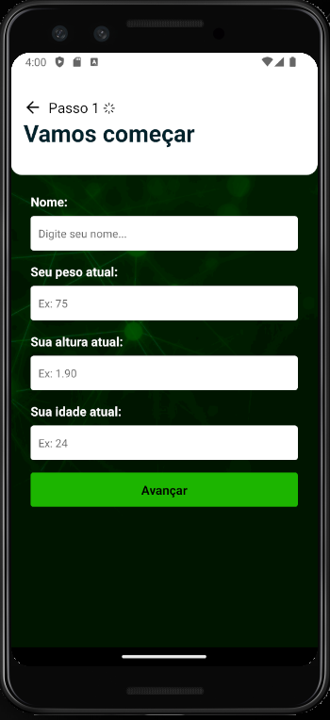 4:00
Passo 1
Vamos começar
Nome:
Digite seu nome...
Seu peso atual:
Ex: 75
Sua altura atual:
Ex: 1.90
Sua idade atual:
Ex: 24
Avançar